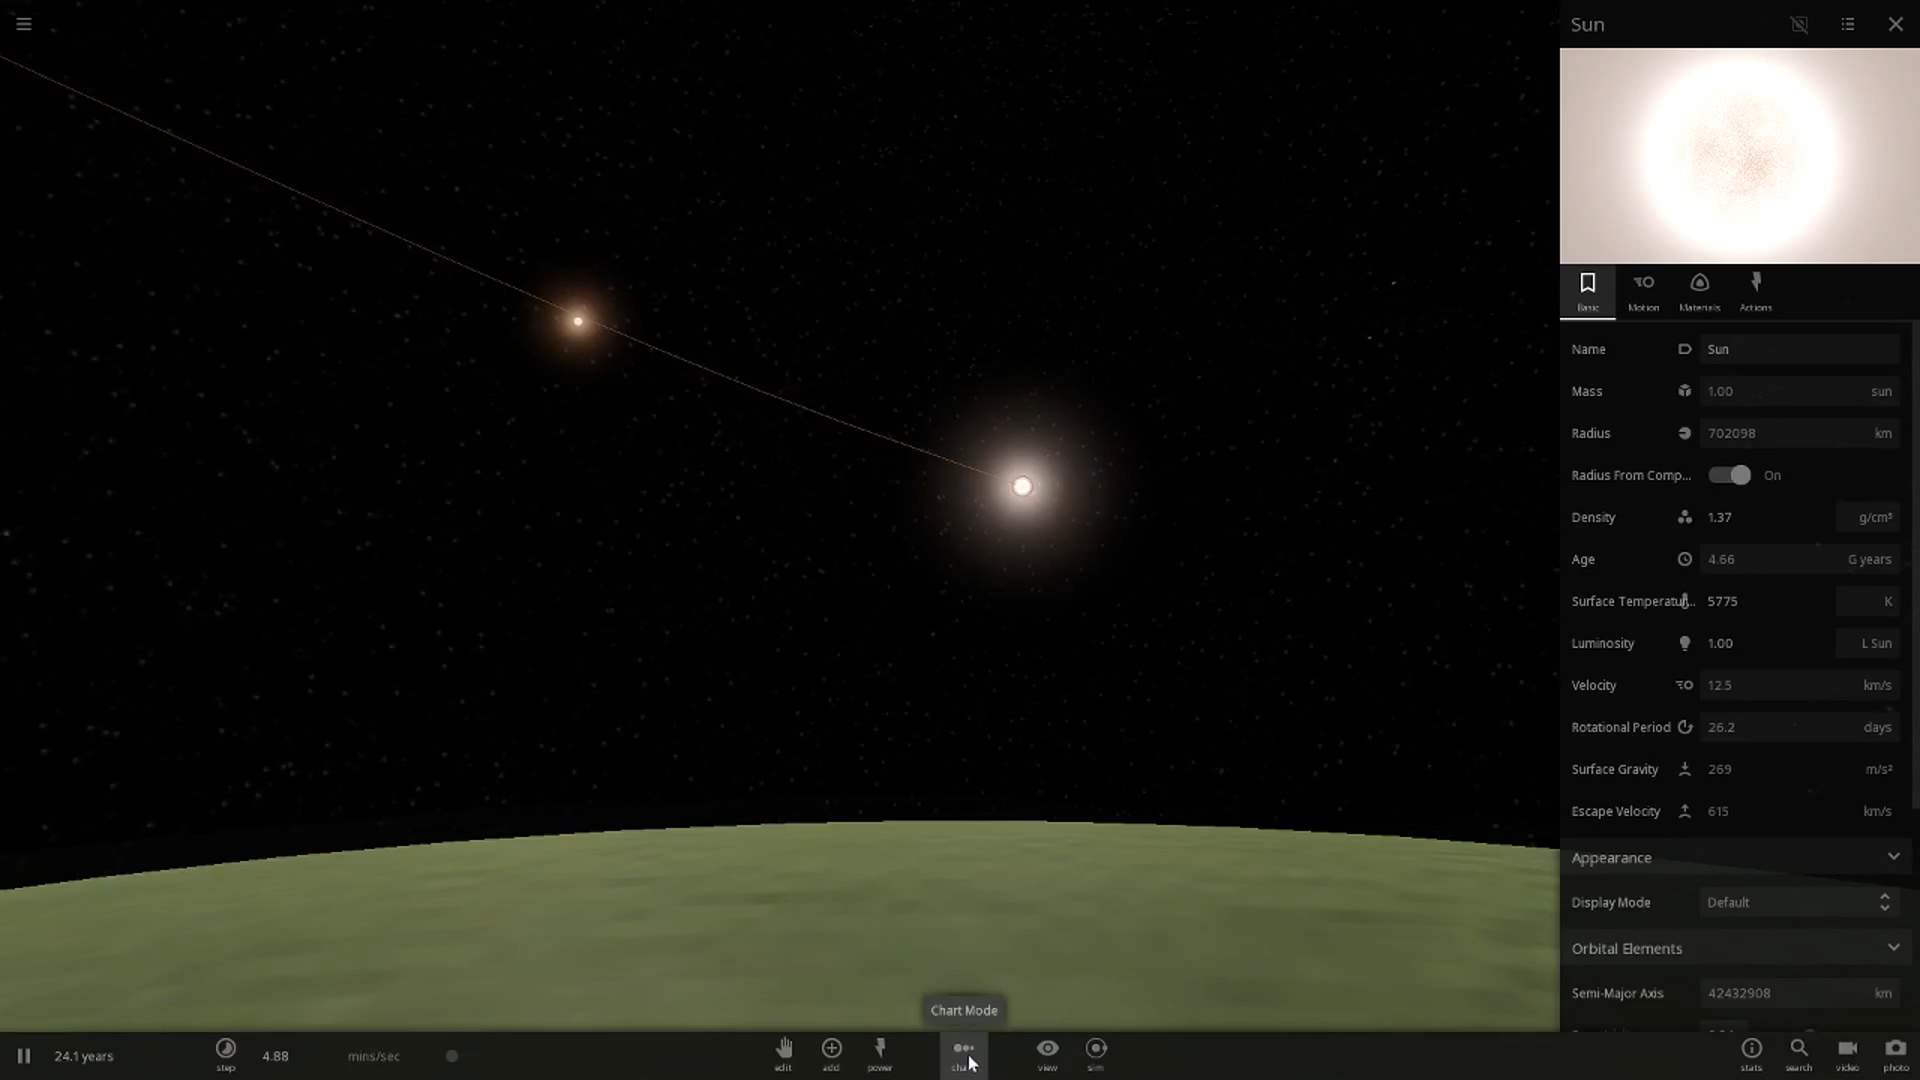 Sun
Basic Motion Materials Actions
Name Sun
Mass 1.00 sun
Radius 702098 km
Radius From Comp... On
Density 1.37 g/cm³
Age 4.66 G years
Surface Temperatur... 5775 K
Luminosity 1.00 L Sun
Velocity 12.5 km/s
Rotational Period 26.2 days
Surface Gravity 269 m/s²
Escape Velocity 615 km/s
Appearance
Display Mode Default
Orbital Elements
Semi-Major Axis 42432908 km
Chart Mode
24.1 years step 4.88 mins/sec edit add power view sim stats search video photo